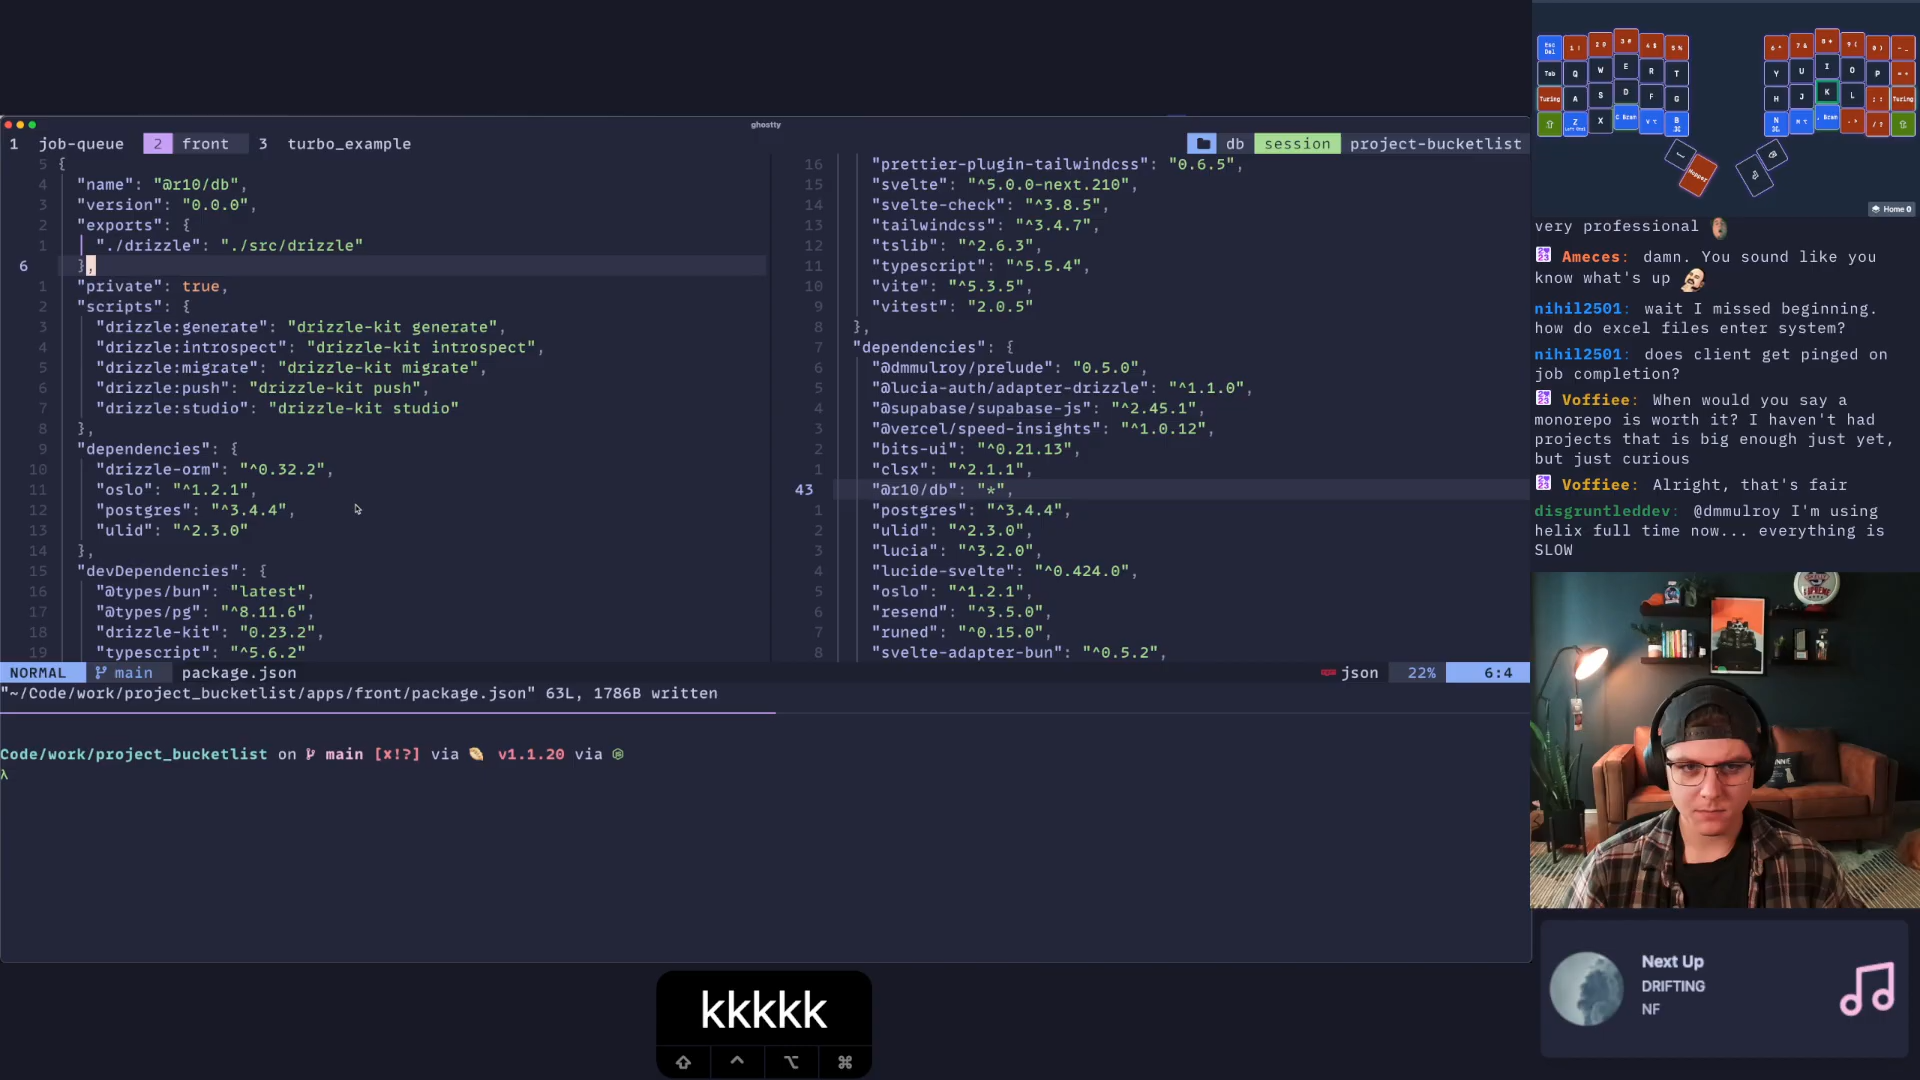 ghostty
1 job-queue 2 front 3 turbo_example
db session project-bucketlist
5 {
4 "name": "@r10/db",
3 "version": "0.0.0",
2 "exports": {
1 "./drizzle": "./src/drizzle"
6 },
1 "private": true,
2 "scripts": {
3 "drizzle:generate": "drizzle-kit generate",
4 "drizzle:introspect": "drizzle-kit introspect",
5 "drizzle:migrate": "drizzle-kit migrate",
6 "drizzle:push": "drizzle-kit push",
7 "drizzle:studio": "drizzle-kit studio"
8 },
9 "dependencies": {
10 "drizzle-orm": "^0.32.2",
11 "oslo": "^1.2.1",
12 "postgres": "^3.4.4",
13 "ulid": "^2.3.0"
14 },
15 "devDependencies": {
16 "@types/bun": "latest",
17 "@types/pg": "^8.11.6",
18 "drizzle-kit": "0.23.2",
19 "typescript": "^5.6.2"
16 "prettier-plugin-tailwindcss": "0.6.5",
15 "svelte": "^5.0.0-next.210",
14 "svelte-check": "^3.8.5",
13 "tailwindcss": "^3.4.7",
12 "tslib": "^2.6.3",
11 "typescript": "^5.5.4",
10 "vite": "^5.3.5",
9 "vitest": "2.0.5"
8 },
7 "dependencies": {
6 "@dmmulroy/prelude": "0.5.0",
5 "@lucia-auth/adapter-drizzle": "^1.1.0",
4 "@supabase/supabase-js": "^2.45.1",
3 "@vercel/speed-insights": "^1.0.12",
2 "bits-ui": "^0.21.13",
1 "clsx": "^2.1.1",
43 "@r10/db": "*",
1 "postgres": "^3.4.4",
2 "ulid": "^2.3.0",
3 "lucia": "^3.2.0",
4 "lucide-svelte": "^0.424.0",
5 "oslo": "^1.2.1",
6 "resend": "^3.5.0",
7 "runed": "^0.15.0",
8 "svelte-adapter-bun": "^0.5.2",
NORMAL main package.json json 22% 6:4
"~/Code/work/project_bucketlist/apps/front/package.json" 63L, 1786B written
Code/work/project_bucketlist on main [x!?] via v1.1.20 via
λ
kkkkk
Esc Del 1 ! 2 @ 3 # 4 $ 5 %
Tab Q W E R T
Turing A S D F G
Z X C V B
6 ^ 7 & 8 * 9 ( 0 ) - _
Y U I O P = +
H J K L ; : Turing
N M , . > / ?
Hopper
Home 0
very professional
Ameces: damn. You sound like you
know what's up
nihil2501: wait I missed beginning.
how do excel files enter system?
nihil2501: does client get pinged on
job completion?
Voffiee: When would you say a
monorepo is worth it? I haven't had
projects that is big enough just yet,
but just curious
Voffiee: Alright, that's fair
disgruntleddev: @dmmulroy I'm using
helix full time now... everything is
SLOW
Next Up
DRIFTING
NF